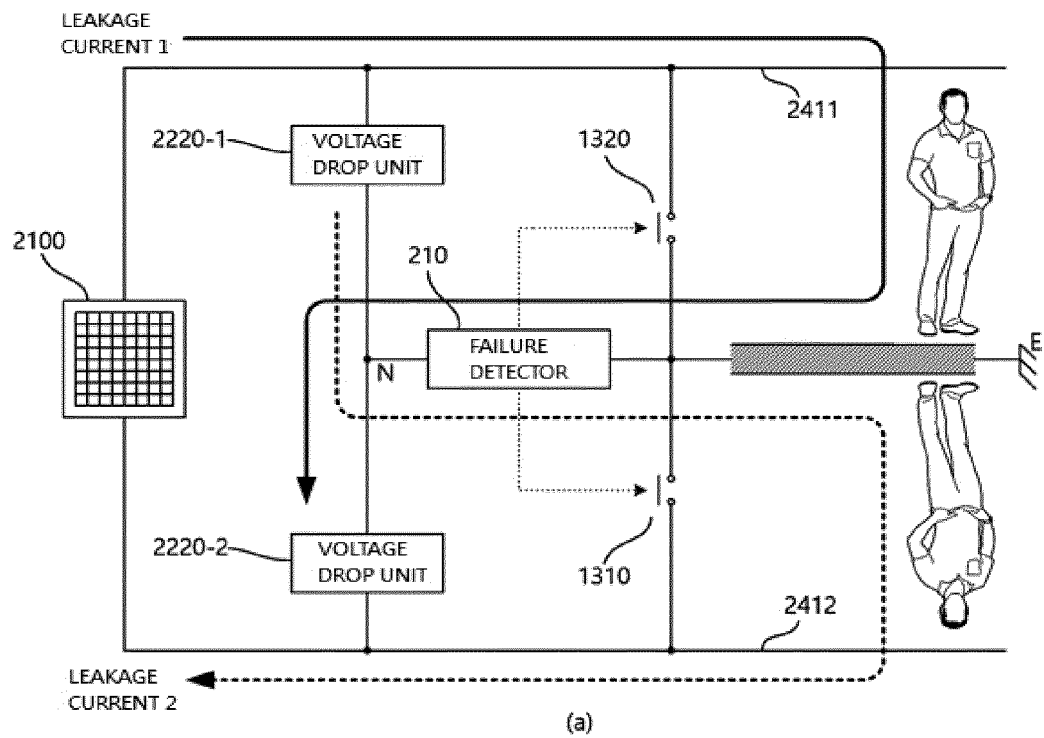 LEAKAGE
CURRENT 1
2411
2220-1
VOLTAGE
DROP UNIT
1320
2100
210
FAILURE
DETECTOR
N
E
2220-2
VOLTAGE
DROP UNIT
1310
2412
LEAKAGE
CURRENT 2
(a)